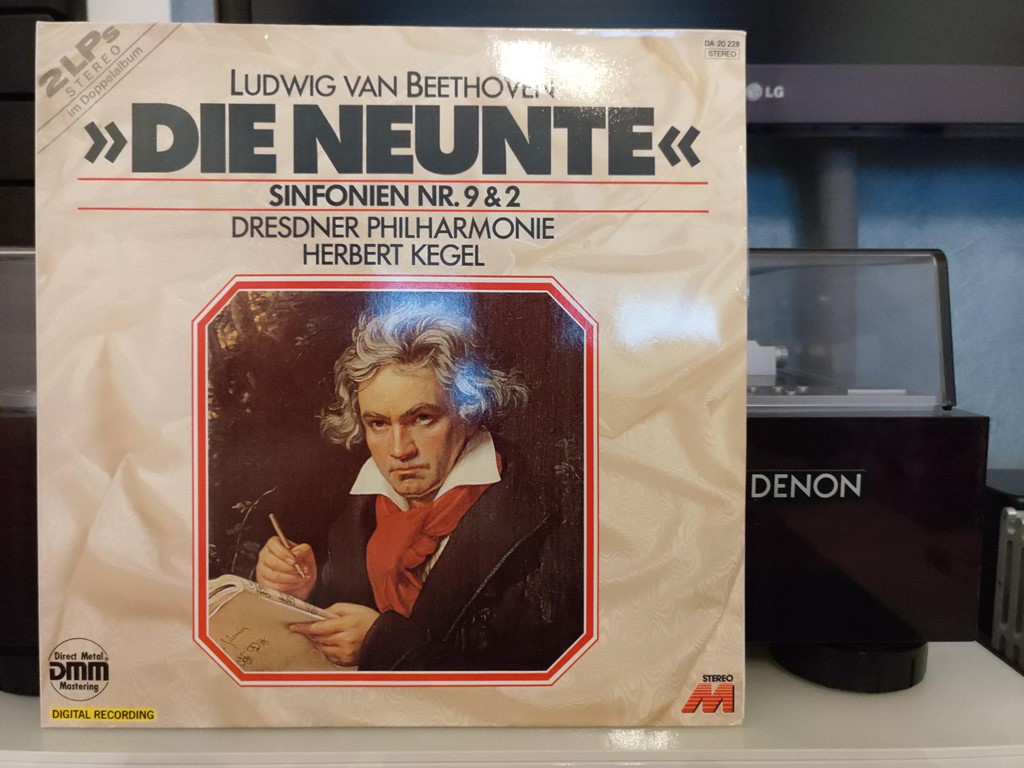 2LPs
STEREO
im Doppelalbum
DA 20 228
STEREO
LUDWIG VAN BEETHOVEN
»DIE NEUNTE«
SINFONIEN NR. 9 & 2
DRESDNER PHILHARMONIE
HERBERT KEGEL
LG
DENON
Direct Metal
DMM
Mastering
DIGITAL RECORDING
STEREO
M